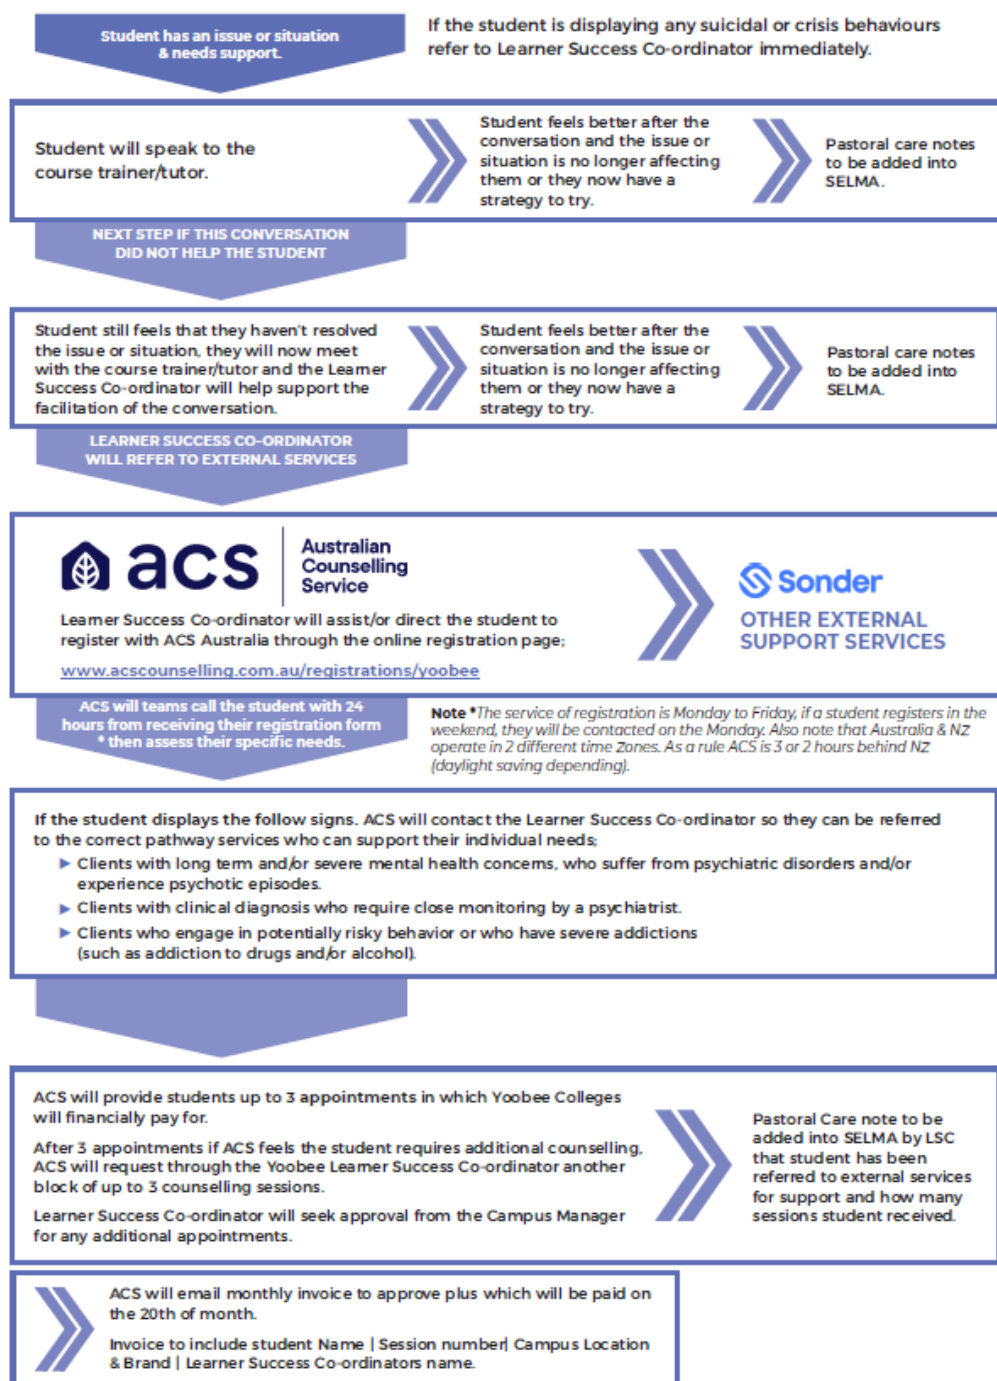 Student has an issue or situation
& needs support.
If the student is displaying any suicidal or crisis behaviours
refer to Learner Success Co-ordinator immediately.
Student will speak to the
course trainer/tutor.
Student feels better after the
conversation and the issue or
situation is no longer affecting
them or they now have a
strategy to try.
Pastoral care notes
to be added into
SELMA.
NEXT STEP IF THIS CONVERSATION
DID NOT HELP THE STUDENT
Student still feels that they haven't resolved
the issue or situation, they will now meet
with the course trainer/tutor and the Learner
Success Co-ordinator will help support the
facilitation of the conversation.
Student feels better after the
conversation and the issue or
situation is no longer affecting
them or they now have a
strategy to try.
Pastoral care notes
to be added into
SELMA.
LEARNER SUCCESS CO-ORDINATOR
WILL REFER TO EXTERNAL SERVICES
acs
Australian
Counselling
Service
Learner Success Co-ordinator will assist/or direct the student to
register with ACS Australia through the online registration page;
www.acscounselling.com.au/registrations/yoobee
Sonder
OTHER EXTERNAL
SUPPORT SERVICES
ACS will teams call the student with 24
hours from receiving their registration form
* then assess their specific needs.
Note *The service of registration is Monday to Friday, if a student registers in the
weekend, they will be contacted on the Monday. Also note that Australia & NZ
operate in 2 different time zones. As a rule ACS is 3 or 2 hours behind NZ
(daylight saving depending).
If the student displays the follow signs. ACS will contact the Learner Success Co-ordinator so they can be referred
to the correct pathway services who can support their individual needs;
▶ Clients with long term and/or severe mental health concerns, who suffer from psychiatric disorders and/or
experience psychotic episodes.
▶ Clients with clinical diagnosis who require close monitoring by a psychiatrist.
▶ Clients who engage in potentially risky behavior or who have severe addictions
(such as addiction to drugs and/or alcohol).
ACS will provide students up to 3 appointments in which Yoobee Colleges
will financially pay for.
After 3 appointments if ACS feels the student requires additional counselling,
ACS will request through the Yoobee Learner Success Co-ordinator another
block of up to 3 counselling sessions.
Learner Success Co-ordinator will seek approval from the Campus Manager
for any additional appointments.
Pastoral Care note to be
added into SELMA by LSC
that student has been
referred to external services
for support and how many
sessions student received.
ACS will email monthly invoice to approve plus which will be paid on
the 20th of month.
Invoice to include student Name | Session number| Campus Location
& Brand | Learner Success Co-ordinators name.